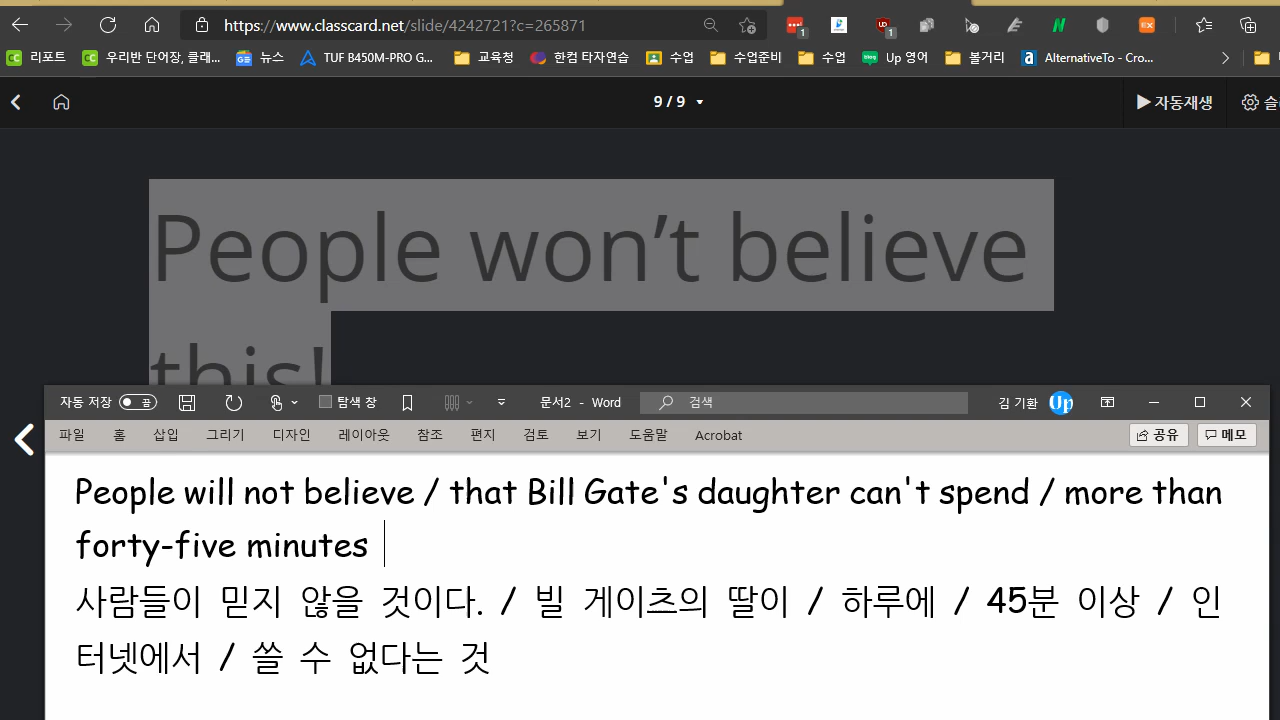 https://www.classcard.net/slide/4242721?c=265871
1
1
EX
리포트
우리반 단어장, 클래...
뉴스
TUF B450M-PRO G...
교육청
한컴 타자연습
수업
수업준비
수업
Up 영어
볼거리
AlternativeTo - Cro...
9 / 9
자동재생
People won’t believe
this!
자동 저장
끔
탐색 창
문서2 - Word
검색
김 기환
Up
파일 홈 삽입 그리기 디자인 레이아웃 참조 편지 검토 보기 도움말 Acrobat
공유
메모
People will not believe / that Bill Gate's daughter can't spend / more than
forty-five minutes
사람들이 믿지 않을 것이다. / 빌 게이츠의 딸이 / 하루에 / 45분 이상 / 인
터넷에서 / 쓸 수 없다는 것